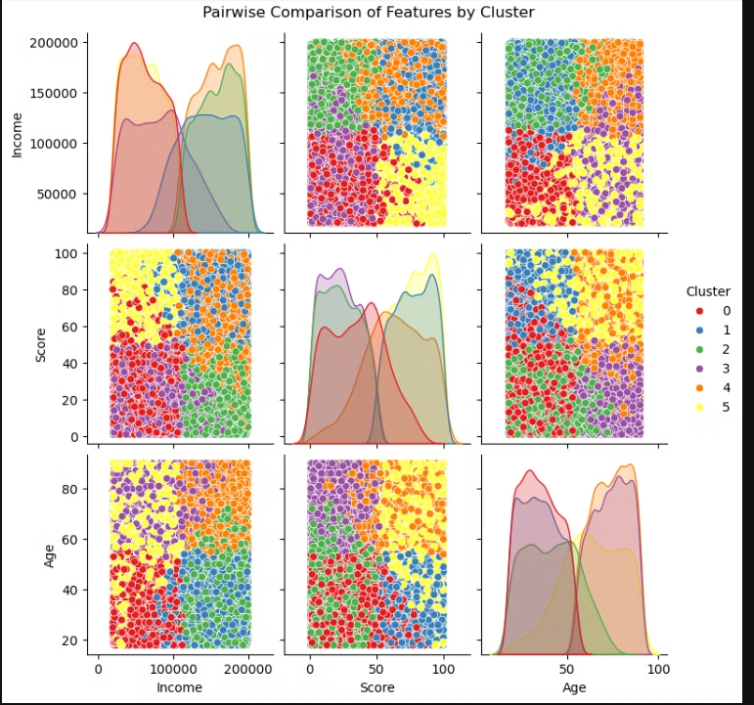 Pairwise Comparison of Features by Cluster
200000
150000
100000
50000
Income
100
80
60
40
20
0
Score
80
60
40
20
Age
0 100000 200000
0 50 100
50 100
Income Score Age
Cluster
0
1
2
3
4
5